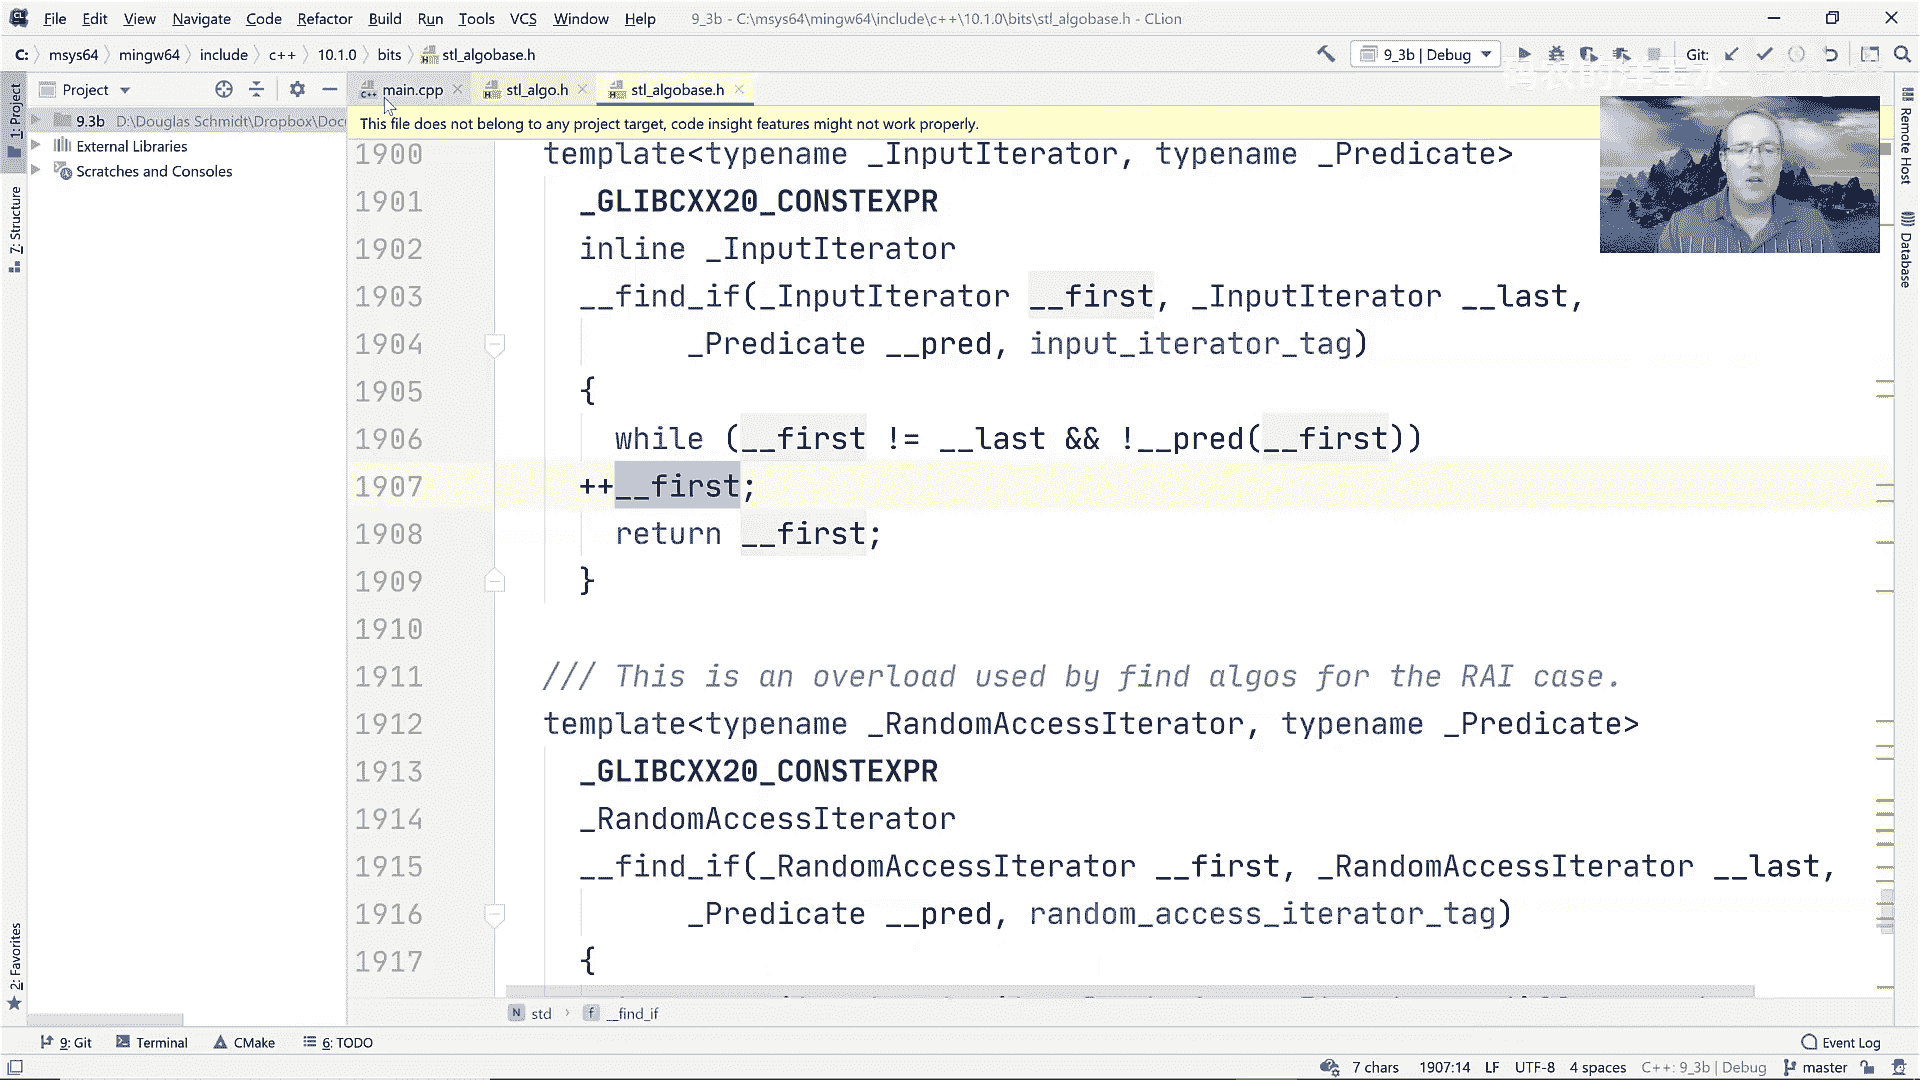 File Edit View Navigate Code Refactor Build Run Tools VCS Window Help 9_3b - C:\msys64\mingw64\include\c++\10.1.0\bits\stl_algobase.h - CLion
C: msys64 mingw64 include c++ 10.1.0 bits stl_algobase.h 9_3b | Debug Git:
Project main.cpp stl_algo.h stl_algobase.h
码农的洋墨水
1: Project
7: Structure
2: Favorites
Remote Host
Database
9.3b D:\Douglas Schmidt\Dropbox\Doc
External Libraries
Scratches and Consoles
This file does not belong to any project target, code insight features might not work properly.
1900 template<typename _InputIterator, typename _Predicate>
1901 _GLIBCXX20_CONSTEXPR
1902 inline _InputIterator
1903 __find_if(_InputIterator __first, _InputIterator __last,
1904 _Predicate __pred, input_iterator_tag)
1905 {
1906 while (__first != __last && !__pred(__first))
1907 ++__first;
1908 return __first;
1909 }
1910
1911 /// This is an overload used by find algos for the RAI case.
1912 template<typename _RandomAccessIterator, typename _Predicate>
1913 _GLIBCXX20_CONSTEXPR
1914 _RandomAccessIterator
1915 __find_if(_RandomAccessIterator __first, _RandomAccessIterator __last,
1916 _Predicate __pred, random_access_iterator_tag)
1917 {
N std f __find_if
9: Git Terminal CMake 6: TODO Event Log
7 chars 1907:14 LF UTF-8 4 spaces C++: 9_3b | Debug master